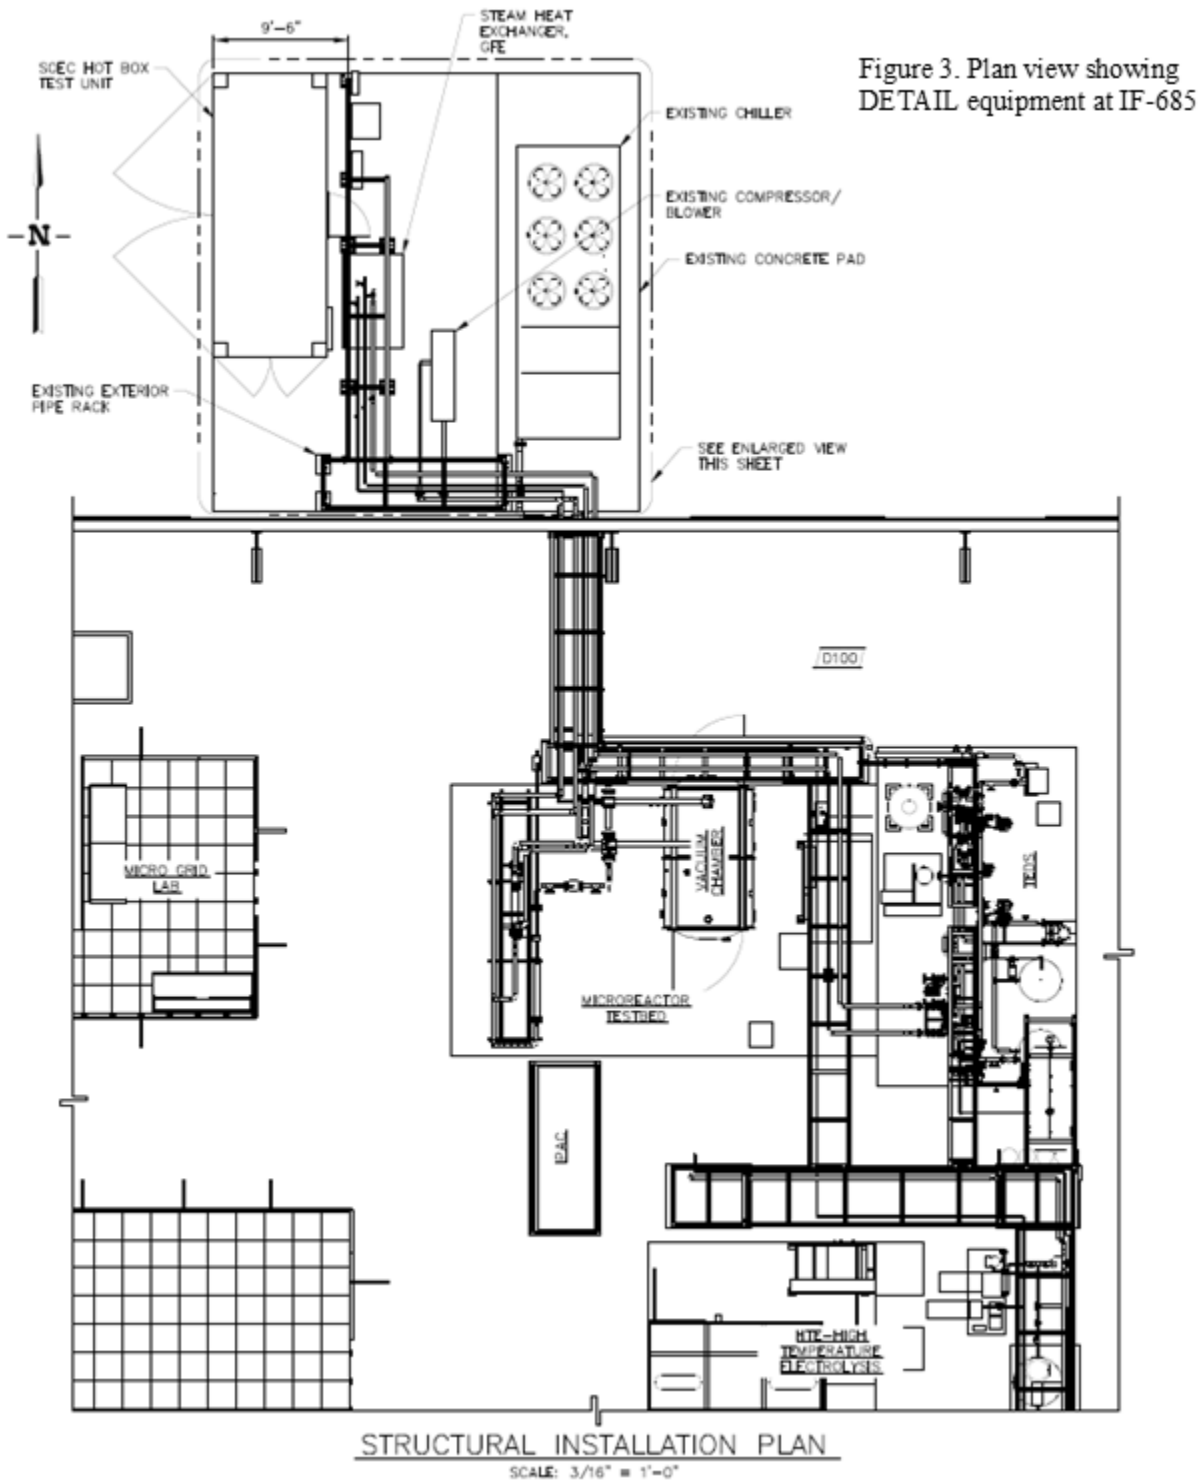 9'-6"
STEAM HEAT
EXCHANGER,
GFE
SOEC HOT BOX
TEST UNIT
Figure 3. Plan view showing
DETAIL equipment at IF-685
EXISTING CHILLER
EXISTING COMPRESSOR/
BLOWER
N
EXISTING CONCRETE PAD
EXISTING EXTERIOR
PIPE RACK
SEE ENLARGED VIEW
THIS SHEET
D100
MICRO GRID
LAB
VACUUM
CHAMBER
TEDS
MICROREACTOR
TESTBED
IPAC
HTE-HIGH
TEMPERATURE
ELECTROLYSIS
STRUCTURAL INSTALLATION PLAN
SCALE: 3/16" = 1'-0"